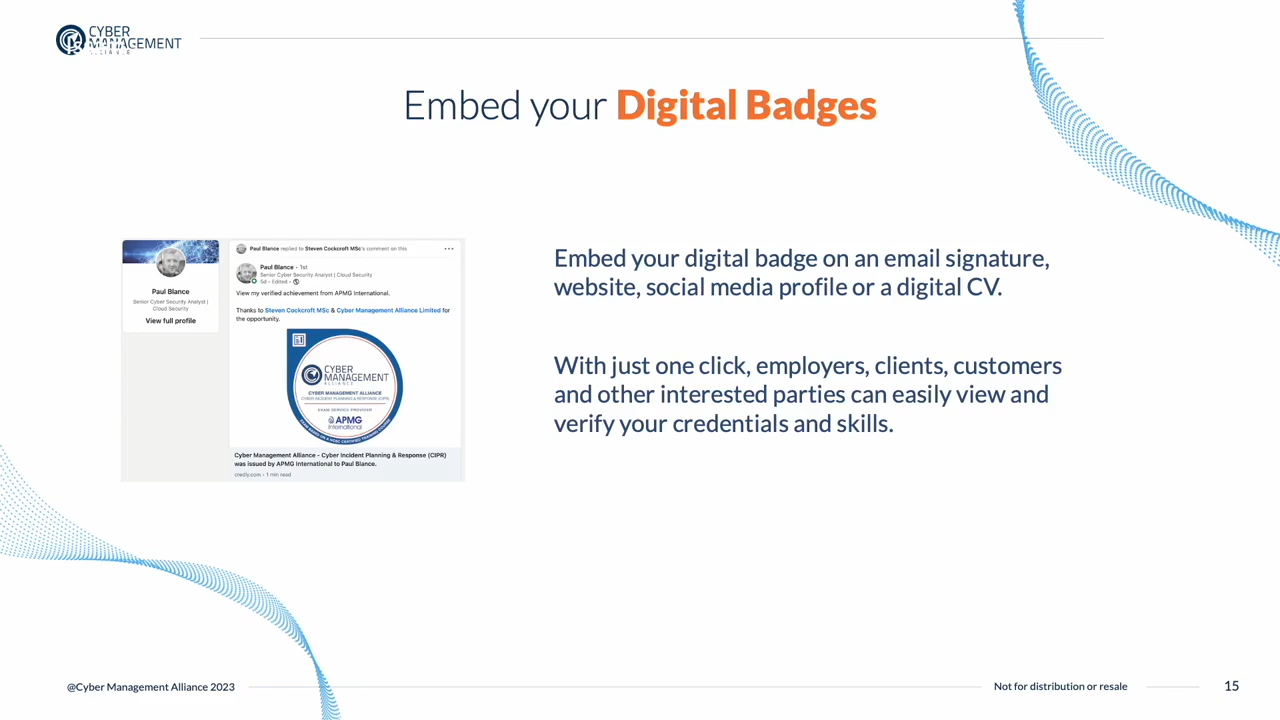 CYBER
MANAGEMENT
ALLIANCE
Embed your Digital Badges
Paul Blance
Senior Cyber Security Analyst |
Cloud Security
View full profile
Paul Blance replied to Steven Cockcroft MSc's comment on this
Paul Blance • 1st
Senior Cyber Security Analyst | Cloud Security
5d • Edited •
View my verified achievement from APMG International.
Thanks to Steven Cockcroft MSc & Cyber Management Alliance Limited for
the opportunity.
CYBER
MANAGEMENT
ALLIANCE
CYBER MANAGEMENT ALLIANCE
CYBER INCIDENT PLANNING & RESPONSE (CIPR)
EXAM SERVICE PROVIDER
APMG
International
Cyber Management Alliance - Cyber Incident Planning & Response (CIPR)
was issued by APMG International to Paul Blance.
credly.com • 1 min read
Embed your digital badge on an email signature,
website, social media profile or a digital CV.
With just one click, employers, clients, customers
and other interested parties can easily view and
verify your credentials and skills.
@Cyber Management Alliance 2023
Not for distribution or resale
15